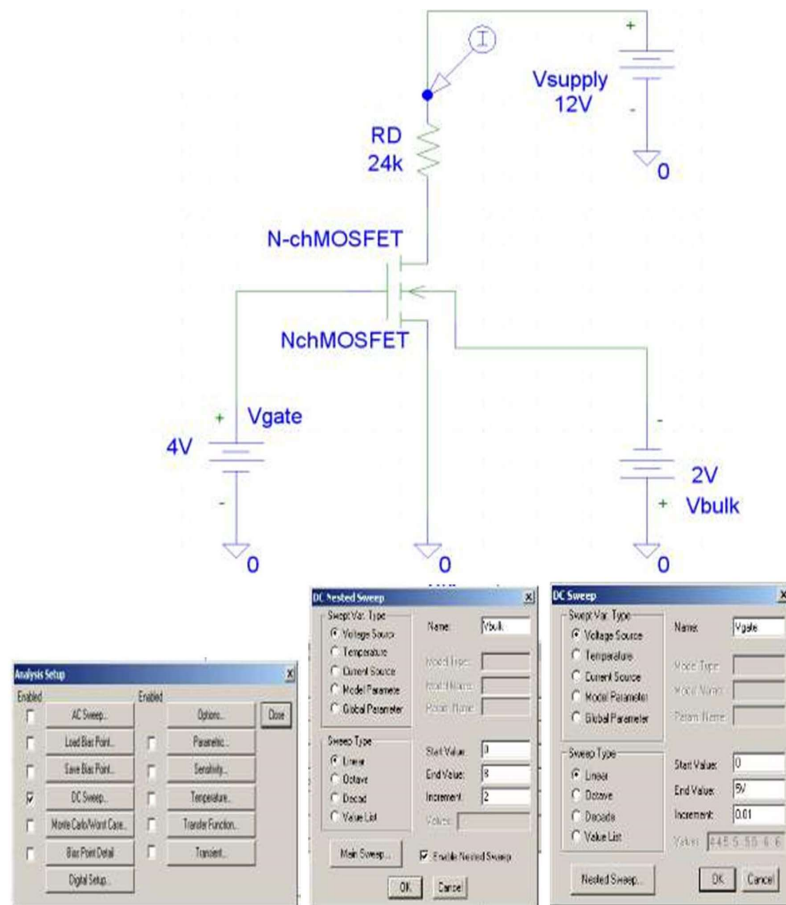 I
+
Vsupply
12V
-
0
RD
24k
N-chMOSFET
NchMOSFET
+
Vgate
4V
-
0
0
-
2V
+
Vbulk
0
Analysis Setup
Enabled
Enabled
AC Sweep...
Options...
Close
Load Bias Point...
Parametric...
Save Bias Point...
Sensitivity...
DC Sweep...
Temperature...
Monte Carlo/Worst Case...
Transfer Function...
Bias Point Detail
Transient...
Digital Setup...
DC Nested Sweep
Swept Var. Type
Voltage Source
Temperature
Current Source
Model Paramete
Global Parameter
Name:
Vbulk
Model Type:
Model Name:
Param. Name:
Sweep Type
Linear
Octave
Decad
Value List
Start Value:
0
End Value:
8
Increment:
2
Values:
Main Sweep...
Enable Nested Sweep
OK
Cancel
DC Sweep
Swept Var. Type
Voltage Source
Temperature
Current Source
Model Parameter
Global Parameter
Name:
Vgate
Model Type:
Model Name:
Param. Name:
Sweep Type
Linear
Octave
Decade
Value List
Start Value:
0
End Value:
5V
Increment:
0.01
Values:
Nested Sweep...
OK
Cancel